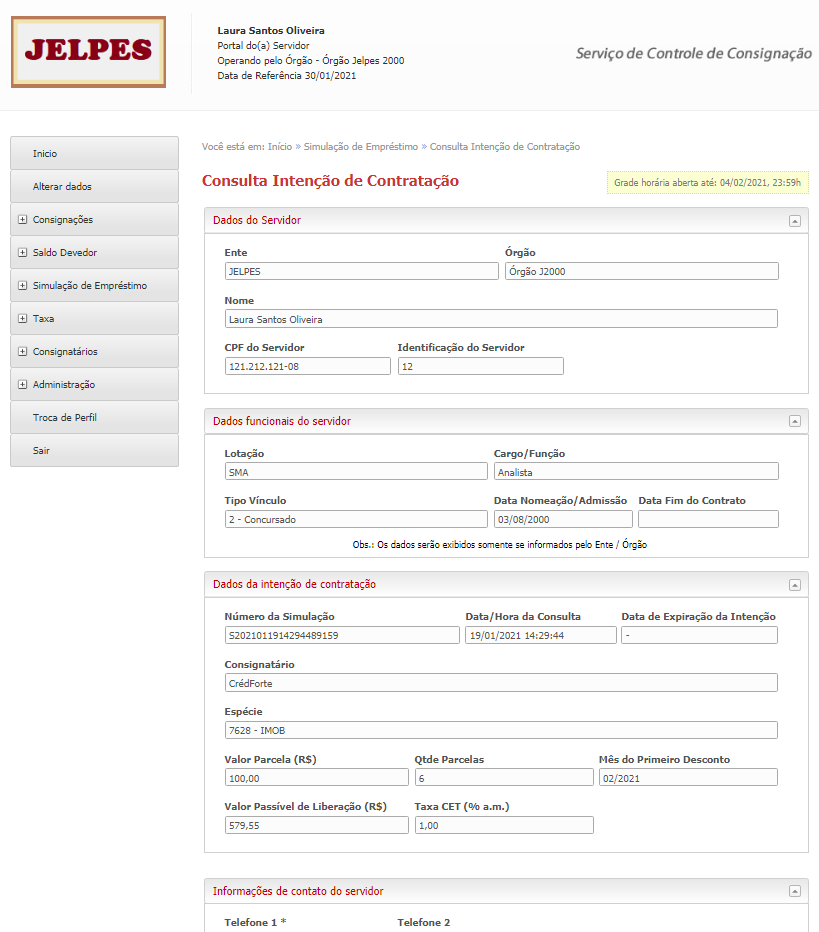 JELPES
Laura Santos Oliveira
Portal do(a) Servidor
Operando pelo Órgão - Órgão Jelpes 2000
Data de Referência 30/01/2021
Serviço de Controle de Consignação
Inicio
Alterar dados
Consignações
Saldo Devedor
Simulação de Empréstimo
Taxa
Consignatários
Administração
Troca de Perfil
Sair
Você está em: Início » Simulação de Empréstimo » Consulta Intenção de Contratação
Consulta Intenção de Contratação
Grade horária aberta até: 04/02/2021, 23:59h
Dados do Servidor
Ente Órgão
JELPES Órgão J2000
Nome
Laura Santos Oliveira
CPF do Servidor Identificação do Servidor
121.212.121-08 12
Dados funcionais do servidor
Lotação Cargo/Função
SMA Analista
Tipo Vínculo Data Nomeação/Admissão Data Fim do Contrato
2 - Concursado 03/08/2000
Obs.: Os dados serão exibidos somente se informados pelo Ente / Órgão
Dados da intenção de contratação
Número da Simulação Data/Hora da Consulta Data de Expiração da Intenção
S2021011914294489159 19/01/2021 14:29:44 -
Consignatário
CrédForte
Espécie
7628 - IMOB
Valor Parcela (R$) Qtde Parcelas Mês do Primeiro Desconto
100,00 6 02/2021
Valor Passível de Liberação (R$) Taxa CET (% a.m.)
579,55 1,00
Informações de contato do servidor
Telefone 1 * Telefone 2